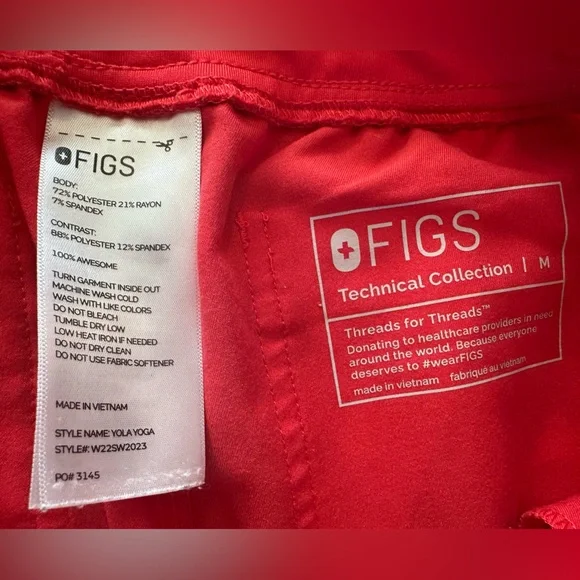 FIGS
BODY:
72% POLYESTER 21% RAYON
7% SPANDEX
CONTRAST:
88% POLYESTER 12% SPANDEX
100% AWESOME
TURN GARMENT INSIDE OUT
MACHINE WASH COLD
WASH WITH LIKE COLORS
DO NOT BLEACH
TUMBLE DRY LOW
LOW HEAT IRON IF NEEDED
DO NOT DRY CLEAN
DO NOT USE FABRIC SOFTENER
MADE IN VIETNAM
STYLE NAME: YOLA YOGA
STYLE#: W22SW2023
PO# 3145
FIGS
Technical Collection | M
Threads for Threads™
Donating to healthcare providers in need
around the world. Because everyone
deserves to #wearFIGS
made in vietnam fabriqué au vietnam